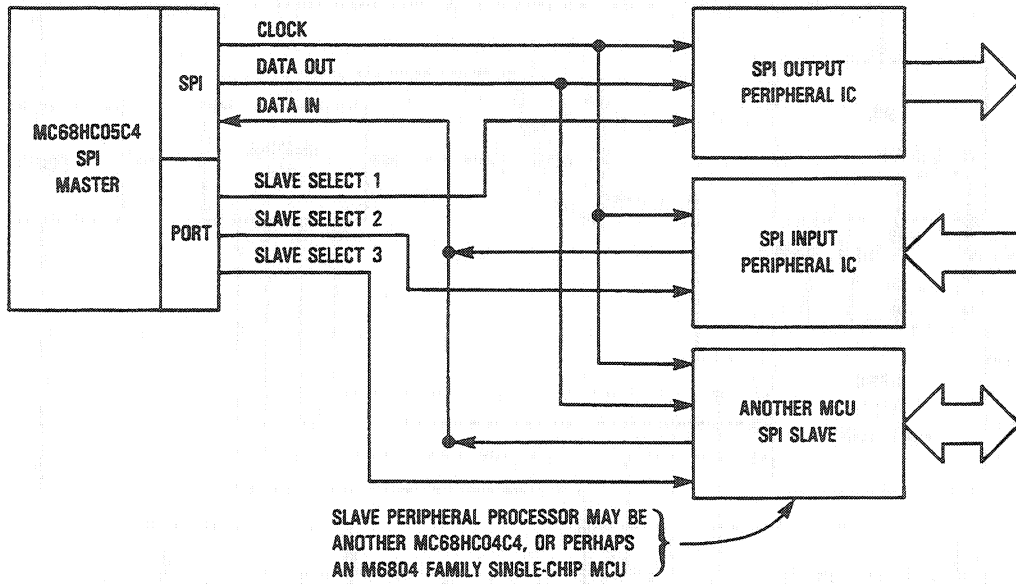 MC68HC05C4
SPI
MASTER
SPI
PORT
CLOCK
DATA OUT
DATA IN
SLAVE SELECT 1
SLAVE SELECT 2
SLAVE SELECT 3
SPI OUTPUT
PERIPHERAL IC
SPI INPUT
PERIPHERAL IC
ANOTHER MCU
SPI SLAVE
SLAVE PERIPHERAL PROCESSOR MAY BE
ANOTHER MC68HC04C4, OR PERHAPS
AN M6804 FAMILY SINGLE-CHIP MCU